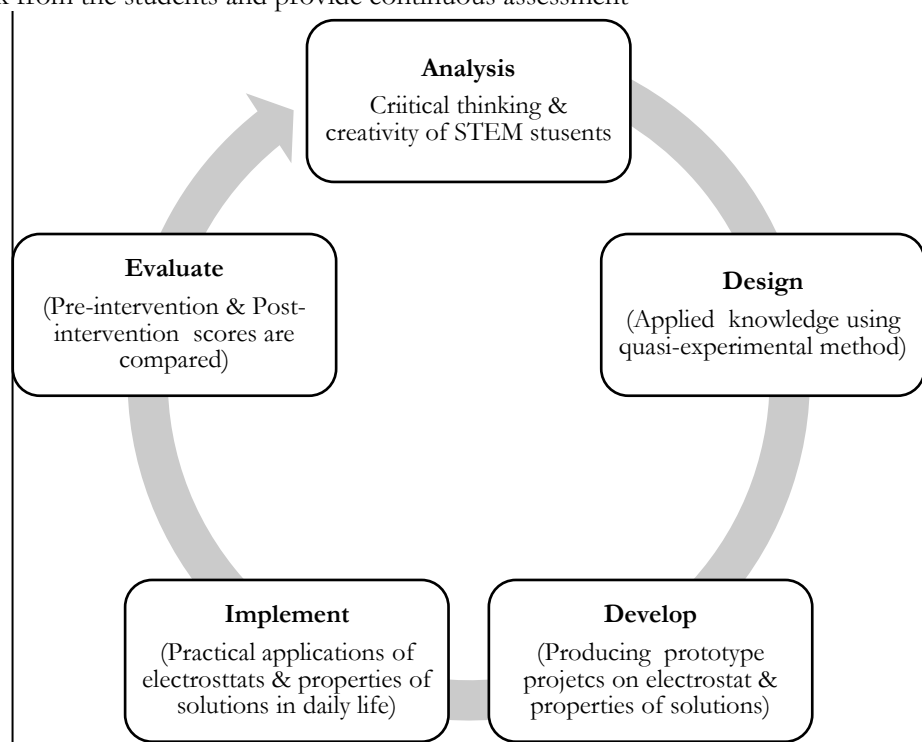 from the students and provide continuous assessment
Analysis
Criitical thinking &
creativity of STEM stusents
Evaluate
(Pre-intervention & Post-
intervention scores are
compared)
Design
(Applied knowledge using
quasi-experimental method)
Implement
(Practical applications of
electrosttats & properties of
solutions in daily life)
Develop
(Producing prototype
projetcs on electrostat &
properties of solutions)